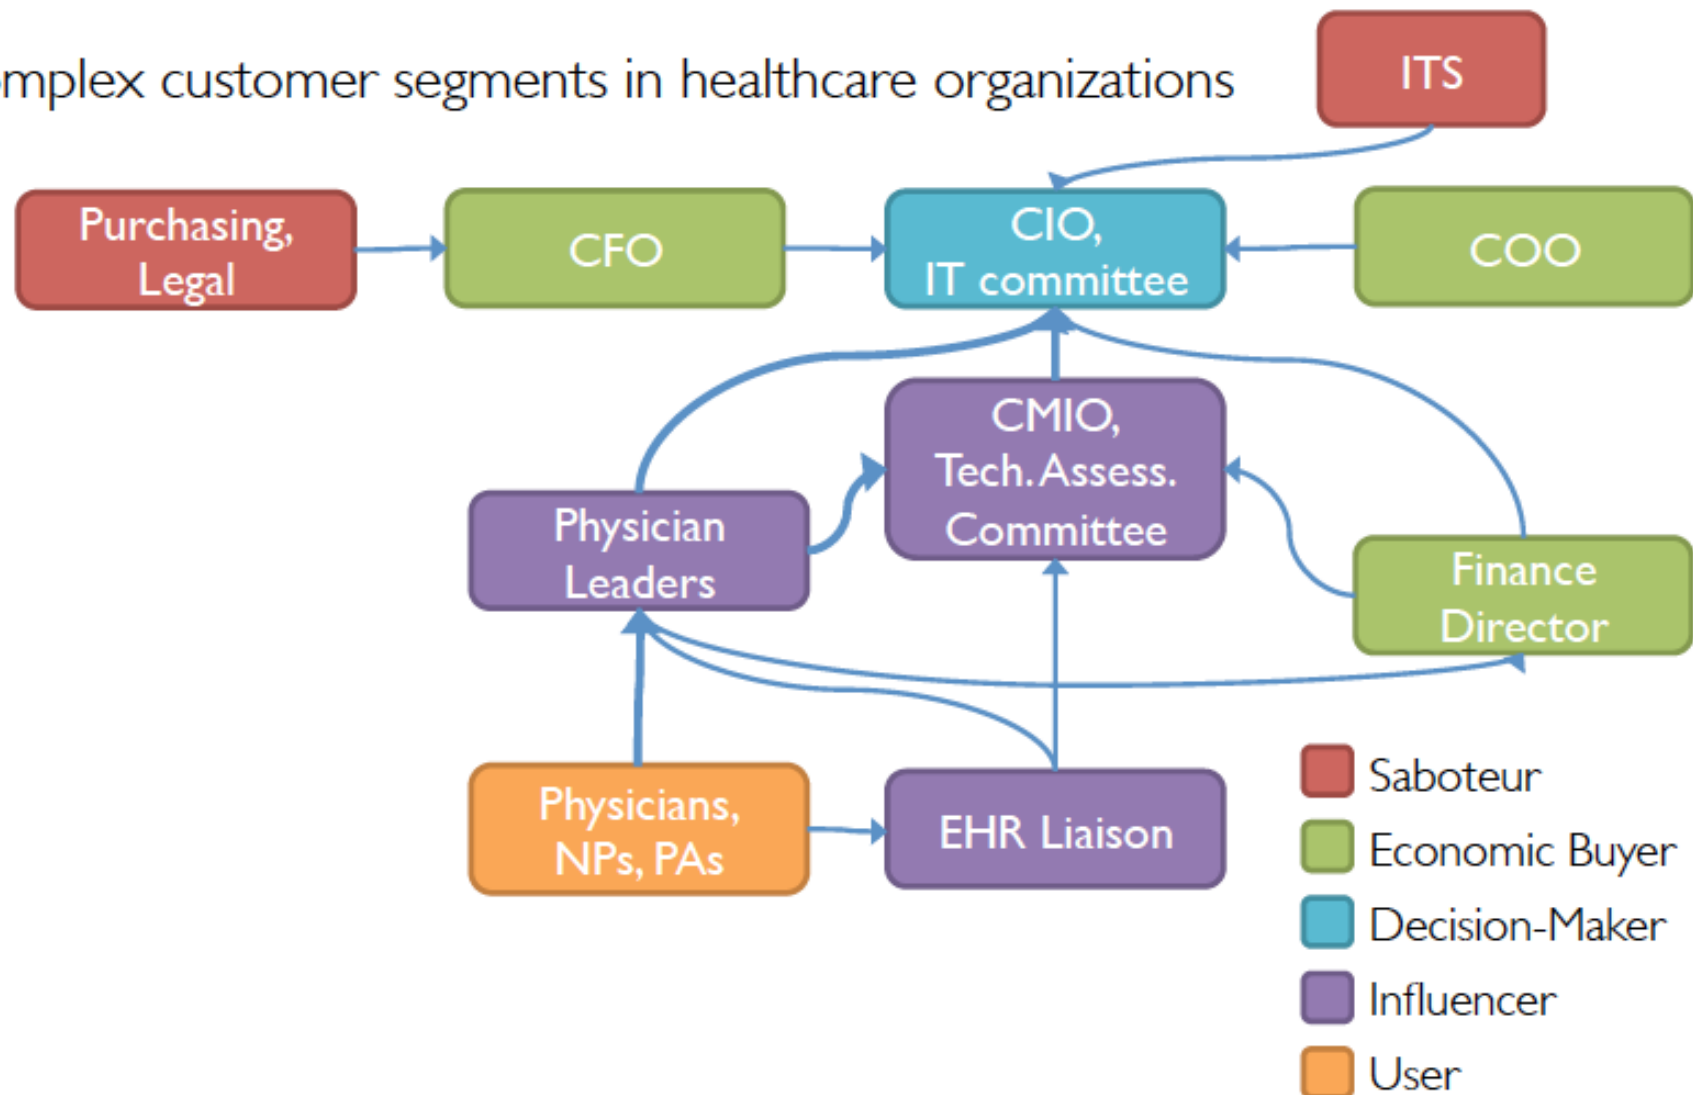 omplex customer segments in healthcare organizations
ITS
Purchasing,
Legal
CFO
CIO,
IT committee
COO
CMIO,
Tech. Assess.
Committee
Physician
Leaders
Finance
Director
Physicians,
NPs, PAs
EHR Liaison
Saboteur
Economic Buyer
Decision-Maker
Influencer
User